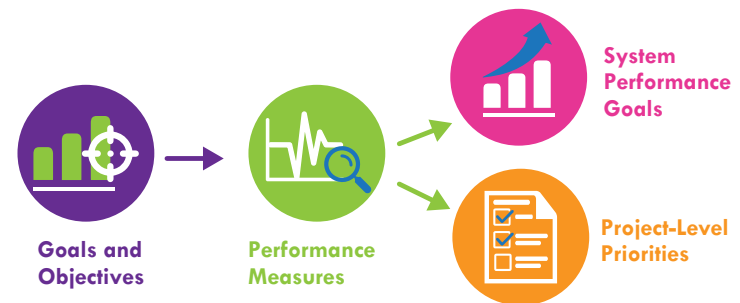 Goals and
Objectives
Performance
Measures
System
Performance
Goals
Project-Level
Priorities